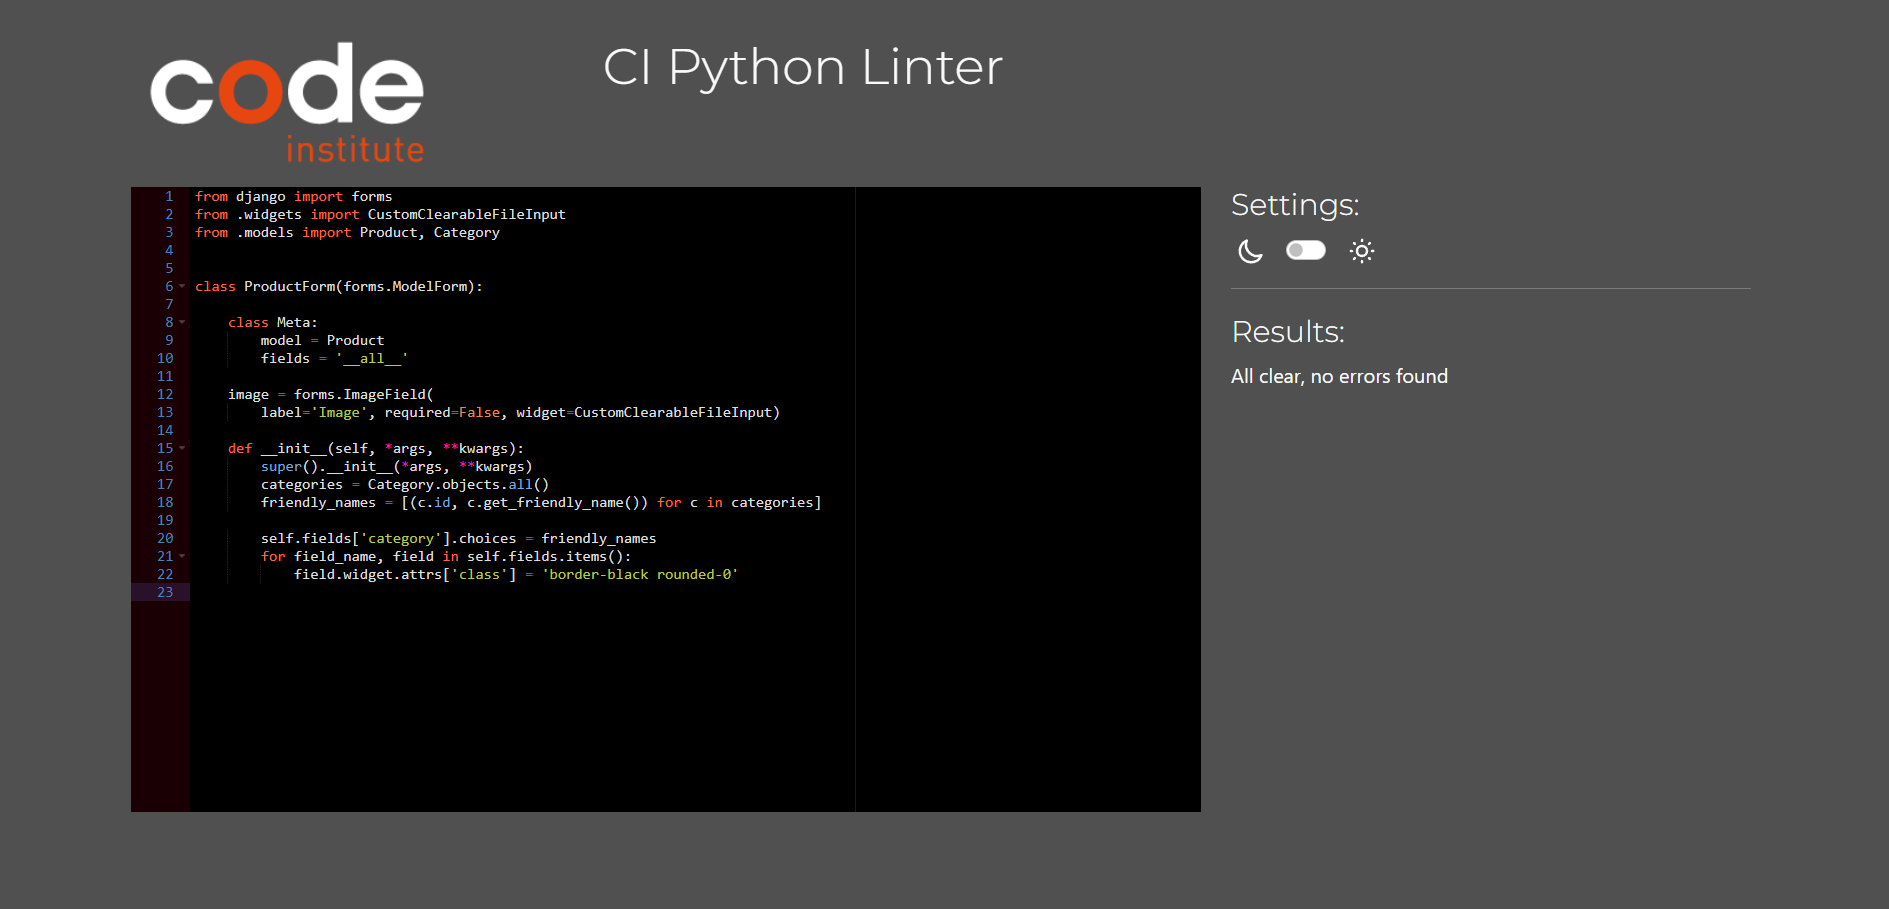 code
institute
CI Python Linter
1 from django import forms
2 from .widgets import CustomClearableFileInput
3 from .models import Product, Category
4
5
6 class ProductForm(forms.ModelForm):
7
8     class Meta:
9         model = Product
10         fields = '__all__'
11
12     image = forms.ImageField(
13         label='Image', required=False, widget=CustomClearableFileInput)
14
15     def __init__(self, *args, **kwargs):
16         super().__init__(*args, **kwargs)
17         categories = Category.objects.all()
18         friendly_names = [(c.id, c.get_friendly_name()) for c in categories]
19
20         self.fields['category'].choices = friendly_names
21         for field_name, field in self.fields.items():
22             field.widget.attrs['class'] = 'border-black rounded-0'
23
Settings:
Results:
All clear, no errors found